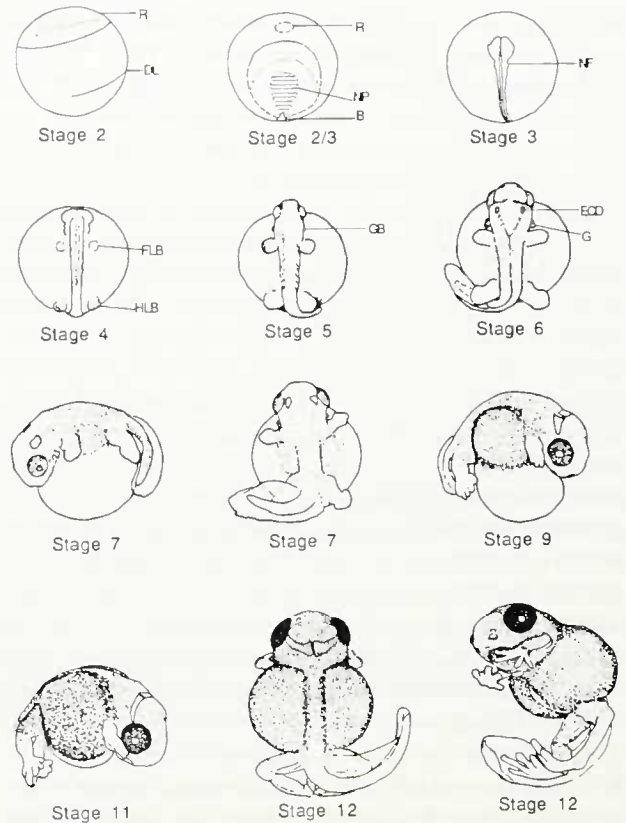 R
DL
Stage 2
R
NP
B
Stage 2/3
NF
Stage 3
FLB
HLB
Stage 4
GB
Stage 5
ECD
G
Stage 6
Stage 7
Stage 7
Stage 9
Stage 11
Stage 12
Stage 12